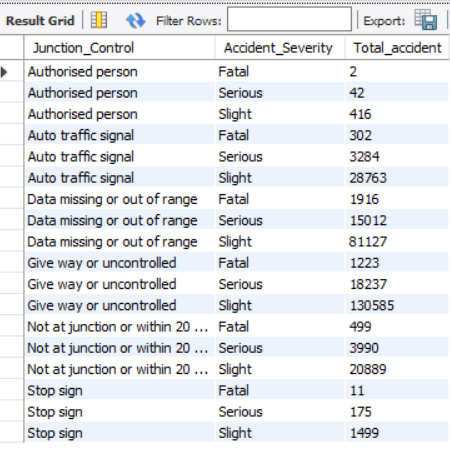 Result Grid Filter Rows: Export:
Junction_Control Accident_Severity Total_accident
Authorised person Fatal 2
Authorised person Serious 42
Authorised person Slight 416
Auto traffic signal Fatal 302
Auto traffic signal Serious 3284
Auto traffic signal Slight 28763
Data missing or out of range Fatal 1916
Data missing or out of range Serious 15012
Data missing or out of range Slight 81127
Give way or uncontrolled Fatal 1223
Give way or uncontrolled Serious 18237
Give way or uncontrolled Slight 130585
Not at junction or within 20 ... Fatal 499
Not at junction or within 20 ... Serious 3990
Not at junction or within 20 ... Slight 20889
Stop sign Fatal 11
Stop sign Serious 175
Stop sign Slight 1499